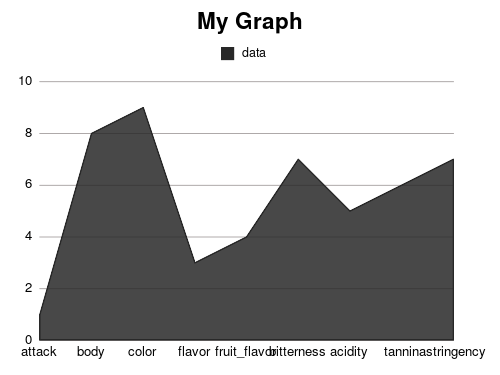 My Graph
data
10
8
6
4
2
0
attack body color flavor fruit_flavor bitterness acidity tannin astringency